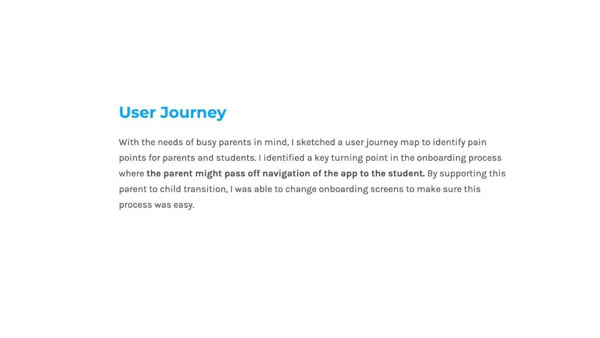 User Journey
With the needs of busy parents in mind, I sketched a user journey map to identify pain
points for parents and students. I identified a key turning point in the onboarding process
where the parent might pass off navigation of the app to the student. By supporting this
parent to child transition, I was able to change onboarding screens to make sure this
process was easy.